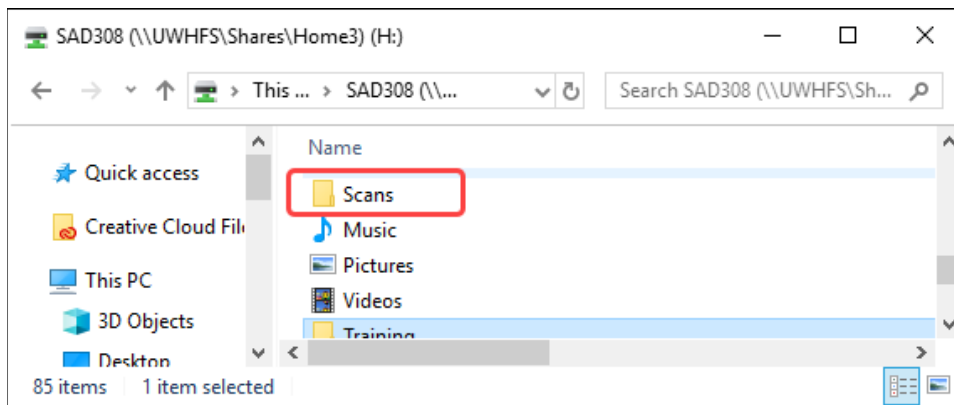 SAD308 (\\UWHFS\Shares\Home3) (H:)
This ... > SAD308 (\\... Search SAD308 (\\UWHFS\Sh...
Name
Quick access
Scans
Creative Cloud File
Music
Pictures
This PC
Videos
3D Objects
Training
Desktop
85 items 1 item selected